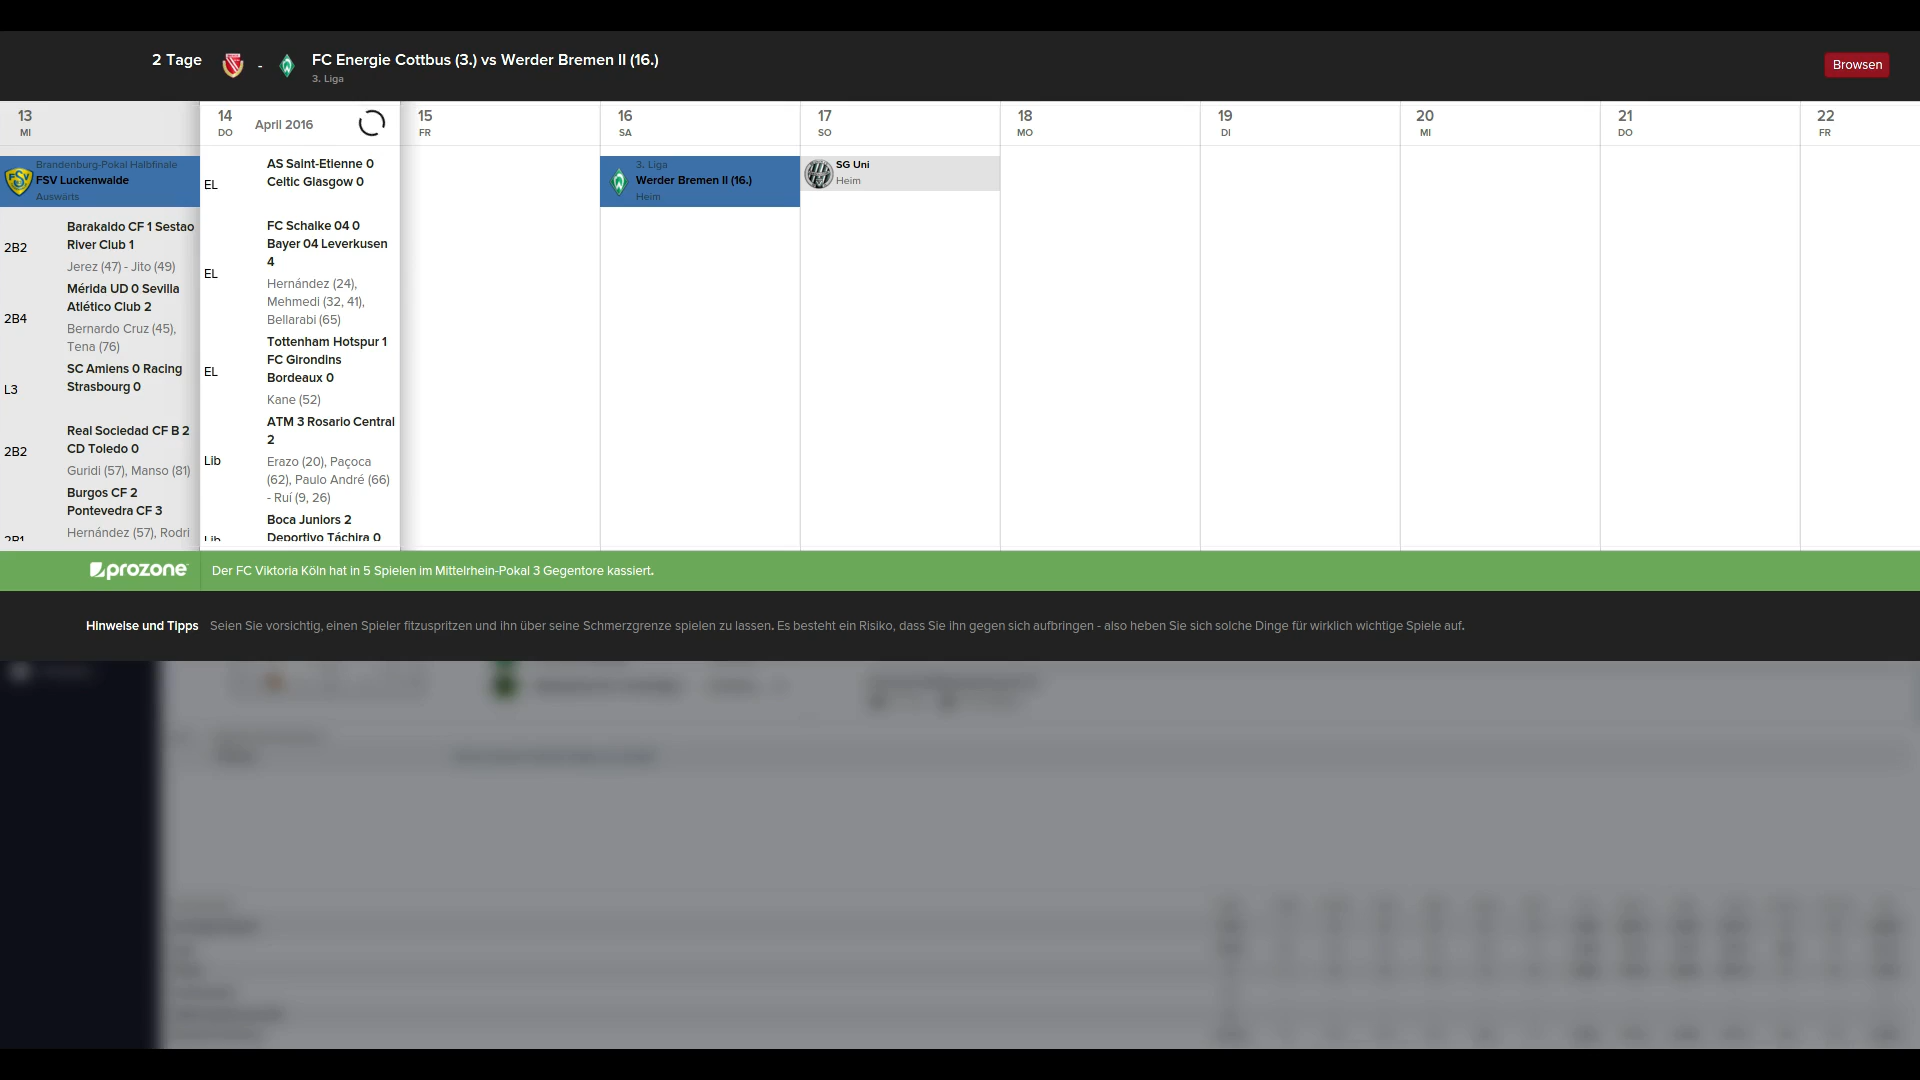 2 Tage
-
FC Energie Cottbus (3.) vs Werder Bremen II (16.)
3. Liga
Browsen
13
MI
14
DO
April 2016
15
FR
16
SA
17
SO
18
MO
19
DI
20
MI
21
DO
22
FR
Brandenburg-Pokal Halbfinale
FSV Luckenwalde
Auswärts
2B2
Barakaldo CF 1 Sestao
River Club 1
Jerez (47) - Jito (49)
2B4
Mérida UD 0 Sevilla
Atlético Club 2
Bernardo Cruz (45),
Tena (76)
L3
SC Amiens 0 Racing
Strasbourg 0
2B2
Real Sociedad CF B 2
CD Toledo 0
Guridi (57), Manso (81)
2B1
Burgos CF 2
Pontevedra CF 3
Hernández (57), Rodri
EL
AS Saint-Etienne 0
Celtic Glasgow 0
EL
FC Schalke 04 0
Bayer 04 Leverkusen
4
Hernández (24),
Mehmedi (32, 41),
Bellarabi (65)
EL
Tottenham Hotspur 1
FC Girondins
Bordeaux 0
Kane (52)
Lib
ATM 3 Rosario Central
2
Erazo (20), Paçoca
(62), Paulo André (66)
- Ruí (9, 26)
Lib
Boca Juniors 2
Deportivo Táchira 0
3. Liga
Werder Bremen II (16.)
Heim
SG Uni
Heim
prozone
Der FC Viktoria Köln hat in 5 Spielen im Mittelrhein-Pokal 3 Gegentore kassiert.
Hinweise und Tipps
Seien Sie vorsichtig, einen Spieler fitzuspritzen und ihn über seine Schmerzgrenze spielen zu lassen. Es besteht ein Risiko, dass Sie ihn gegen sich aufbringen - also heben Sie sich solche Dinge für wirklich wichtige Spiele auf.